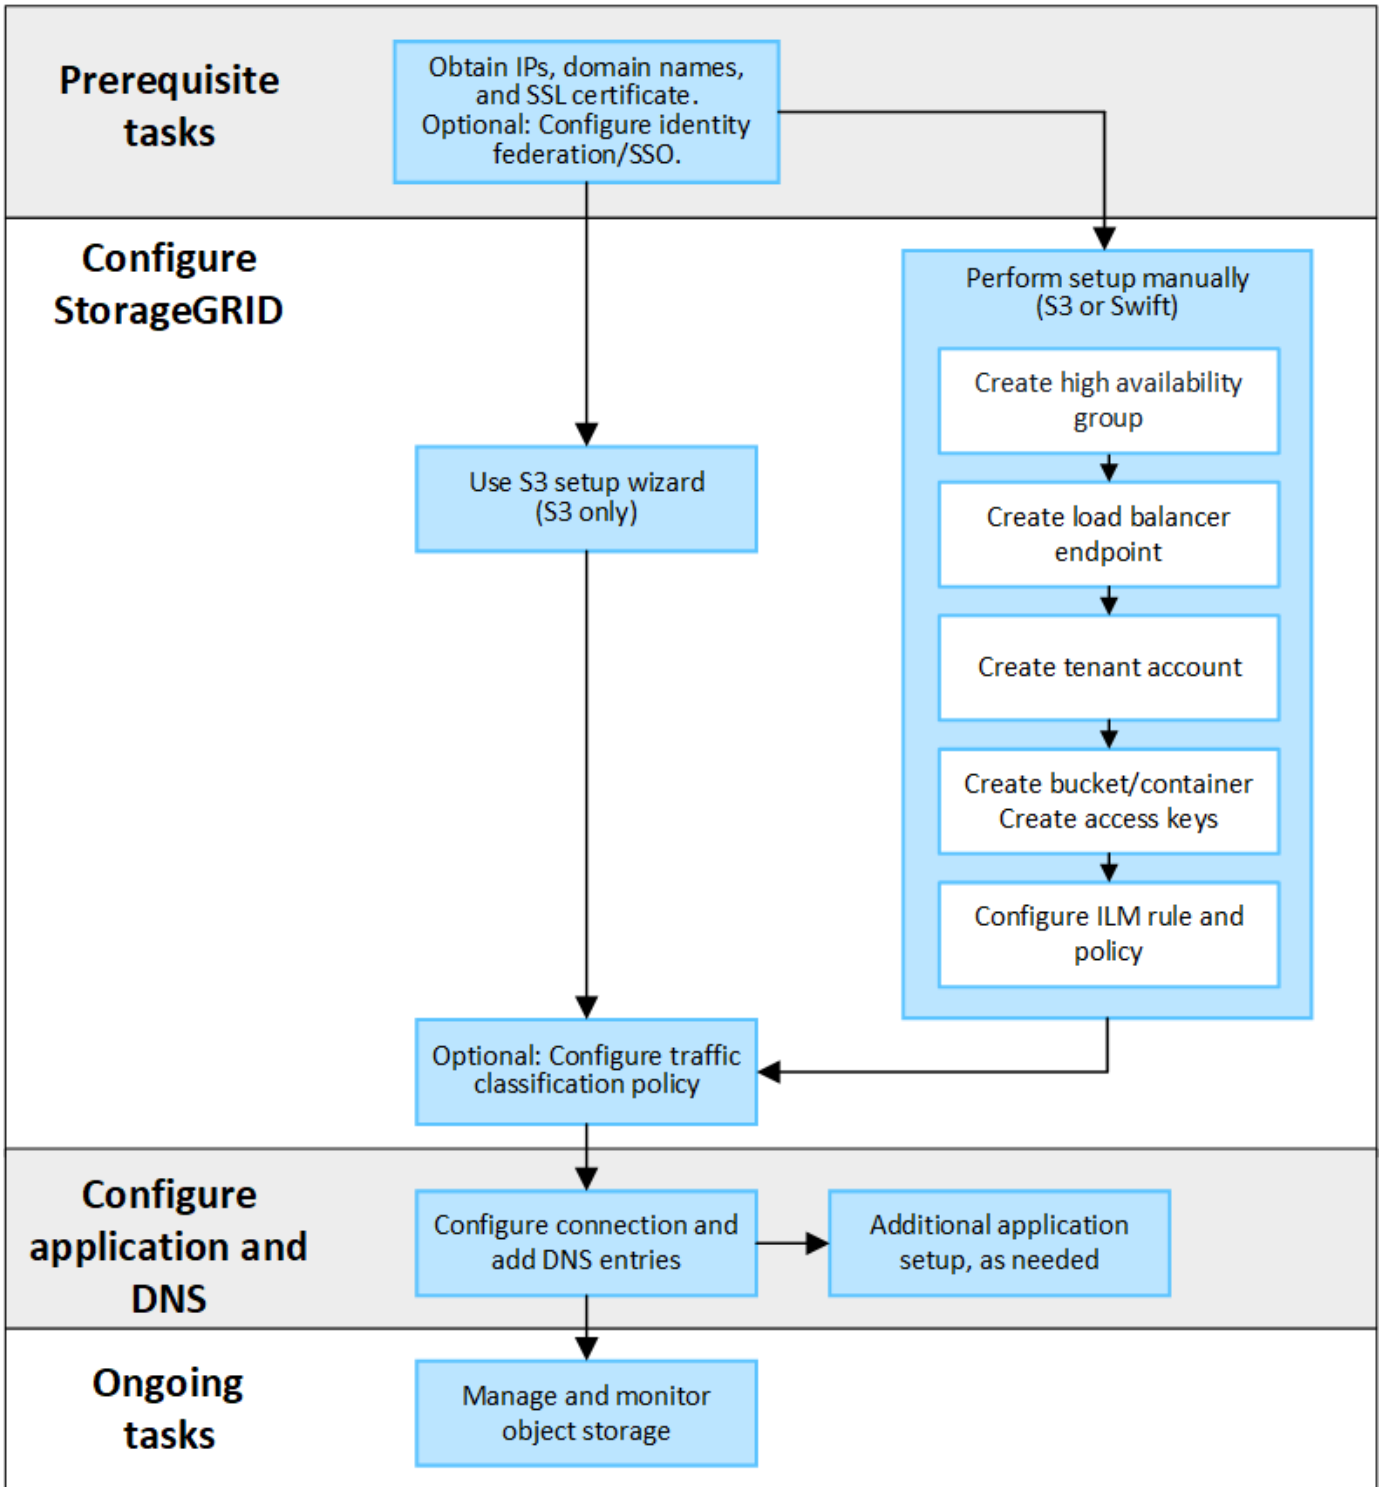 Prerequisite
tasks
Obtain IPs, domain names,
and SSL certificate.
Optional: Configure identity
federation/SSO.
Configure
StorageGRID
Perform setup manually
(S3 or Swift)
Create high availability
group
Create load balancer
endpoint
Create tenant account
Create bucket/container
Create access keys
Configure ILM rule and
policy
Use S3 setup wizard
(S3 only)
Optional: Configure traffic
classification policy
Configure
application and
DNS
Configure connection and
add DNS entries
Additional application
setup, as needed
Ongoing
tasks
Manage and monitor
object storage